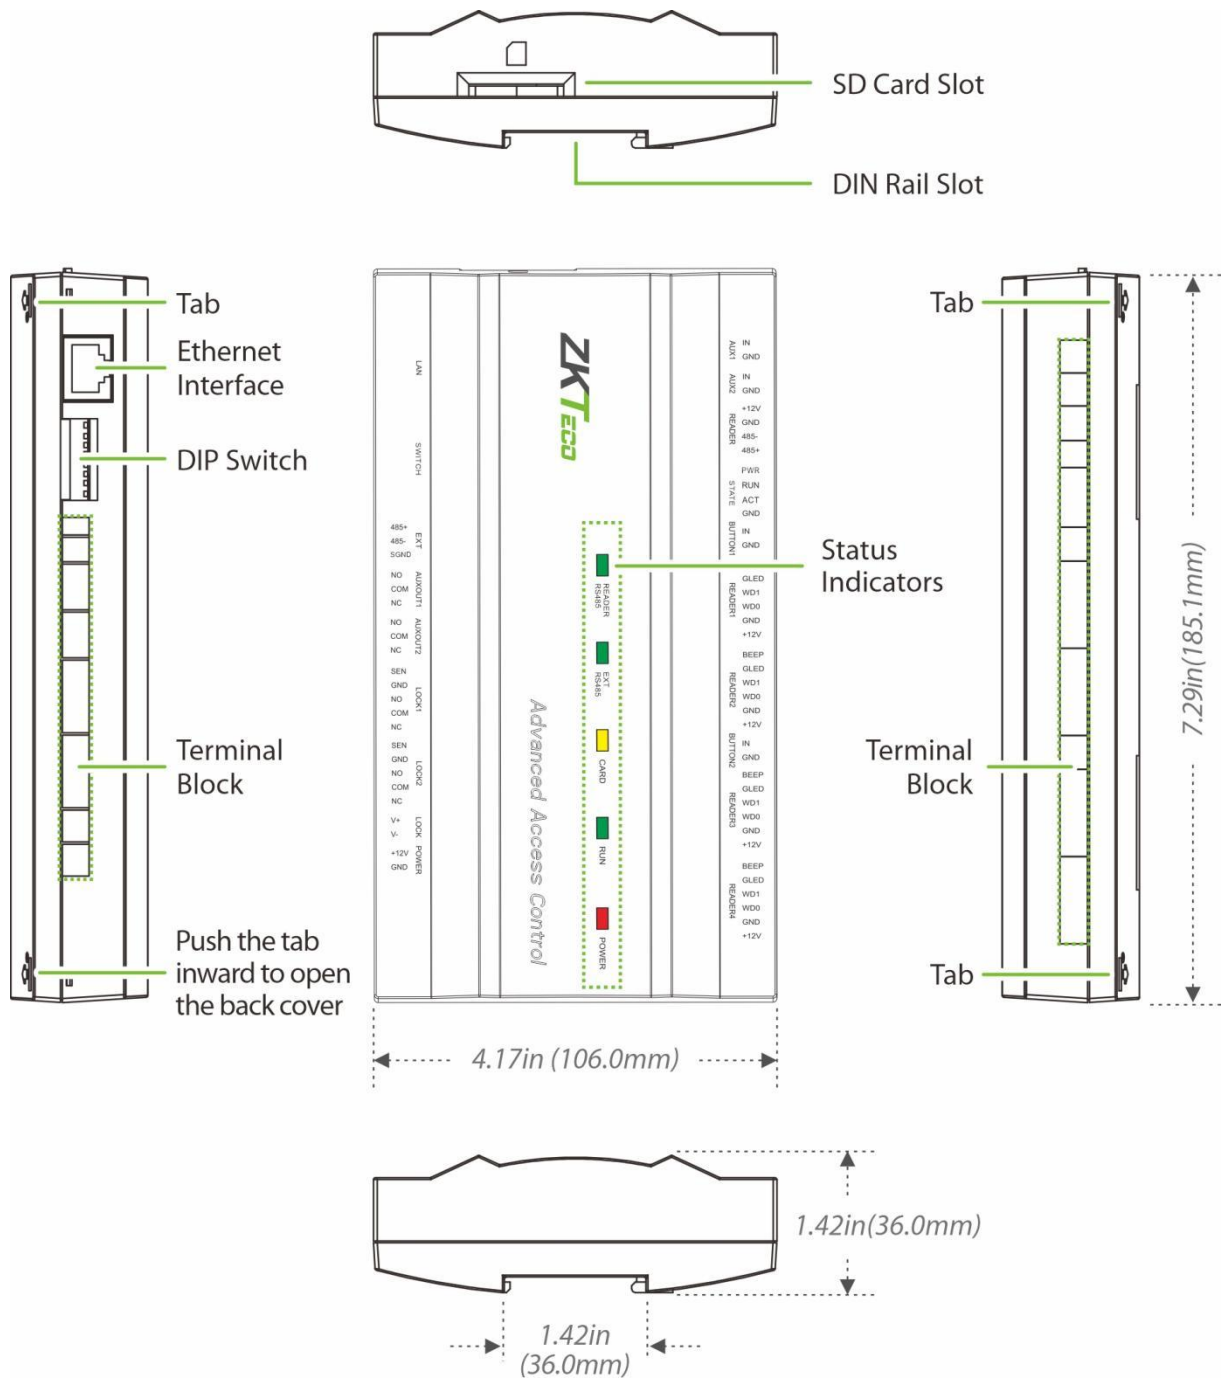 SD Card Slot
DIN Rail Slot
Tab
Ethernet
Interface
DIP Switch
Terminal
Block
Push the tab
inward to open
the back cover
LAN
SWITCH
485+
485-
SGND
EXT
NO
COM
NC
AUXOUT1
NO
COM
NC
AUXOUT2
SEN
GND
NO
COM
NC
LOCK1
SEN
GND
NO
COM
NC
LOCK2
V+
V-
LOCK
+12V
GND
POWER
ZKTECO
Advanced Access Control
READER
RS485
EXT
RS485
CARD
RUN
POWER
AUX1
IN
GND
AUX2
IN
GND
READER
+12V
GND
485-
485+
STATE
PWR
RUN
ACT
GND
BUTTON1
IN
GND
READER1
GLED
WD1
WD0
GND
+12V
READER2
BEEP
GLED
WD1
WD0
GND
+12V
BUTTON2
IN
GND
READER3
BEEP
GLED
WD1
WD0
GND
+12V
READER4
BEEP
GLED
WD1
WD0
GND
+12V
Status
Indicators
Tab
Terminal
Block
Tab
7.29in(185.1mm)
4.17in (106.0mm)
1.42in(36.0mm)
1.42in
(36.0mm)